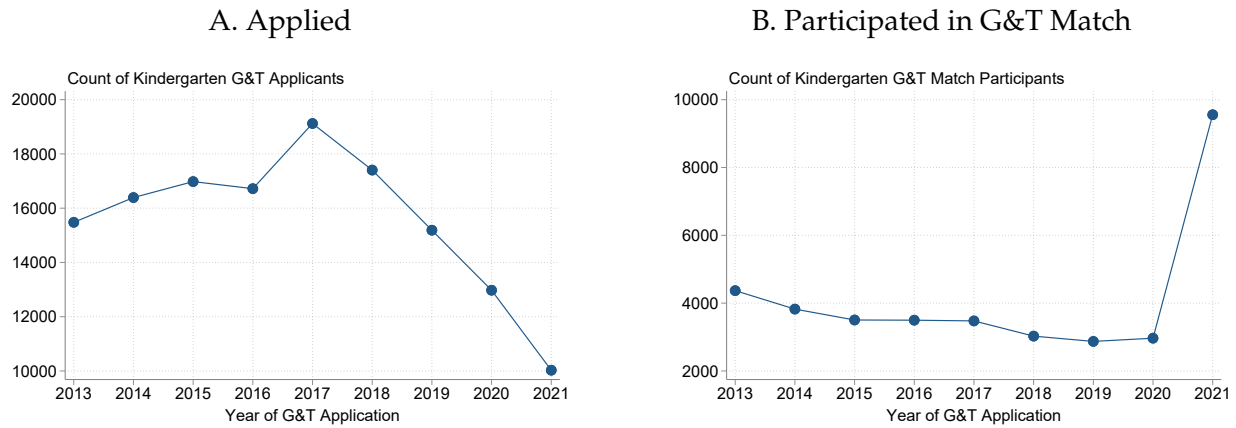 A. Applied
Count of Kindergarten G&T Applicants
20000
18000
16000
14000
12000
10000
2013 2014 2015 2016 2017 2018 2019 2020 2021
Year of G&T Application
B. Participated in G&T Match
Count of Kindergarten G&T Match Participants
10000
8000
6000
4000
2000
2013 2014 2015 2016 2017 2018 2019 2020 2021
Year of G&T Application